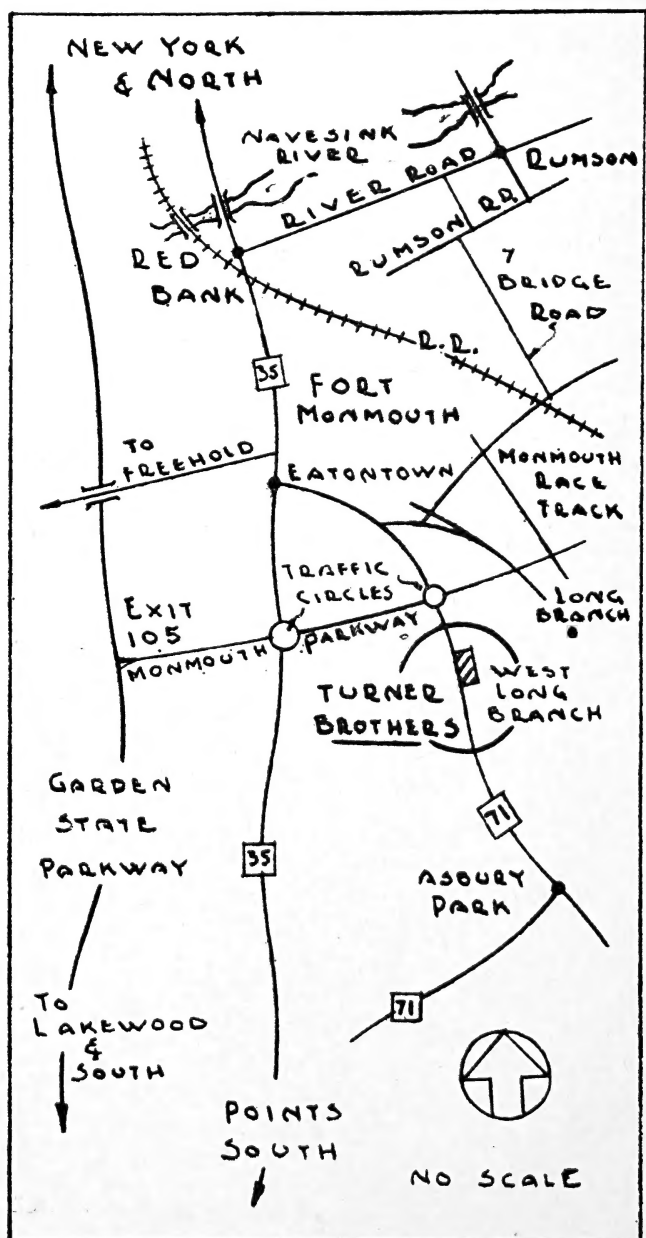 NEW YORK
& NORTH
NAVESINK
RIVER
RIVER ROAD
RUMSON
RUMSON RD.
RED
BANK
7 BRIDGE
ROAD
R.R.
35
FORT
MONMOUTH
TO
FREEHOLD
EATONTOWN
MONMOUTH
RACE
TRACK
TRAFFIC
CIRCLES
EXIT
105
LONG
BRANCH
MONMOUTH PARKWAY
TURNER
BROTHERS
WEST
LONG
BRANCH
GARDEN
STATE
PARKWAY
35
71
ASBURY
PARK
71
TO
LAKEWOOD
&
SOUTH
POINTS
SOUTH
NO SCALE